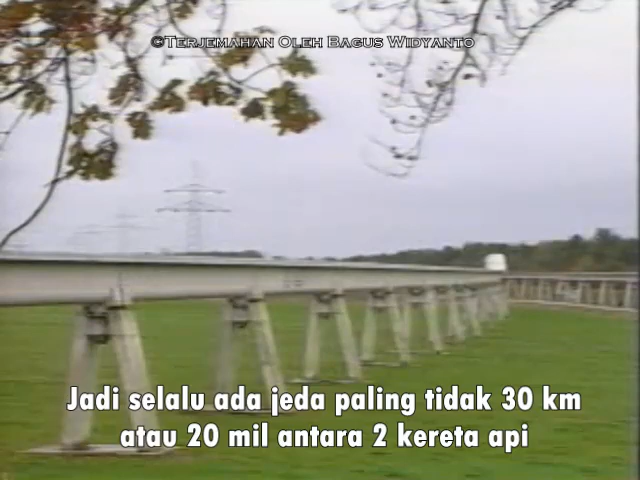 ©Terjemahan Oleh Bagus Widyanto
Jadi selalu ada jeda paling tidak 30 km
atau 20 mil antara 2 kereta api